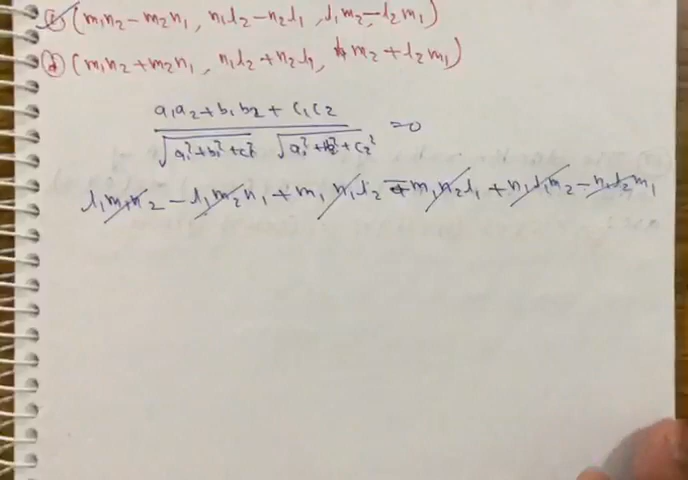 c) (m₁n₂ - m₂n₁, n₁l₂ - n₂l₁, l₁m₂ - l₂m₁)
d) (m₁n₂ + m₂n₁, n₁l₂ + n₂l₁, l₁m₂ + l₂m₁)
a₁a₂ + b₁b₂ + c₁c₂
√a₁² + b₁² + c₁² √a₂² + b₂² + c₂² = 0
l₁m₁n₂ - l₁m₂n₁ + m₁n₁l₂ - m₁n₂l₁ + n₁l₁m₂ - n₁l₂m₁